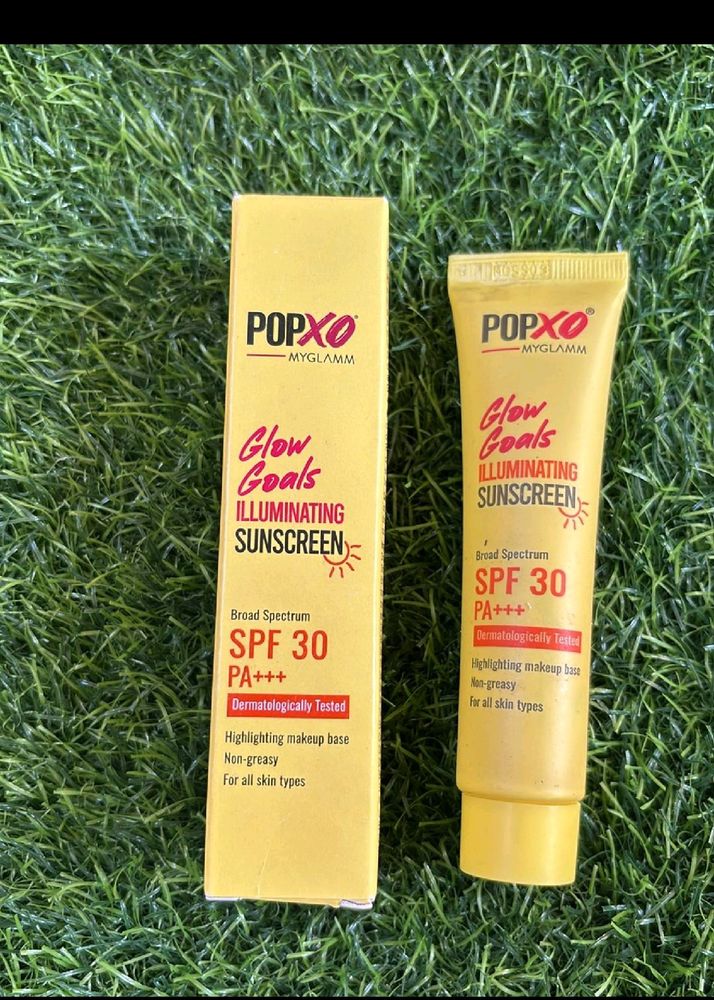 POPXO
MYGLAMM
Glow
Goals
ILLUMINATING
SUNSCREEN
Broad Spectrum
SPF 30
PA+++
Dermatologically Tested
Highlighting makeup base
Non-greasy
For all skin types
POPXO®
MYGLAMM
Glow
Goals
ILLUMINATING
SUNSCREEN
Broad Spectrum
SPF 30
PA+++
Dermatologically Tested
Highlighting makeup base
Non-greasy
For all skin types